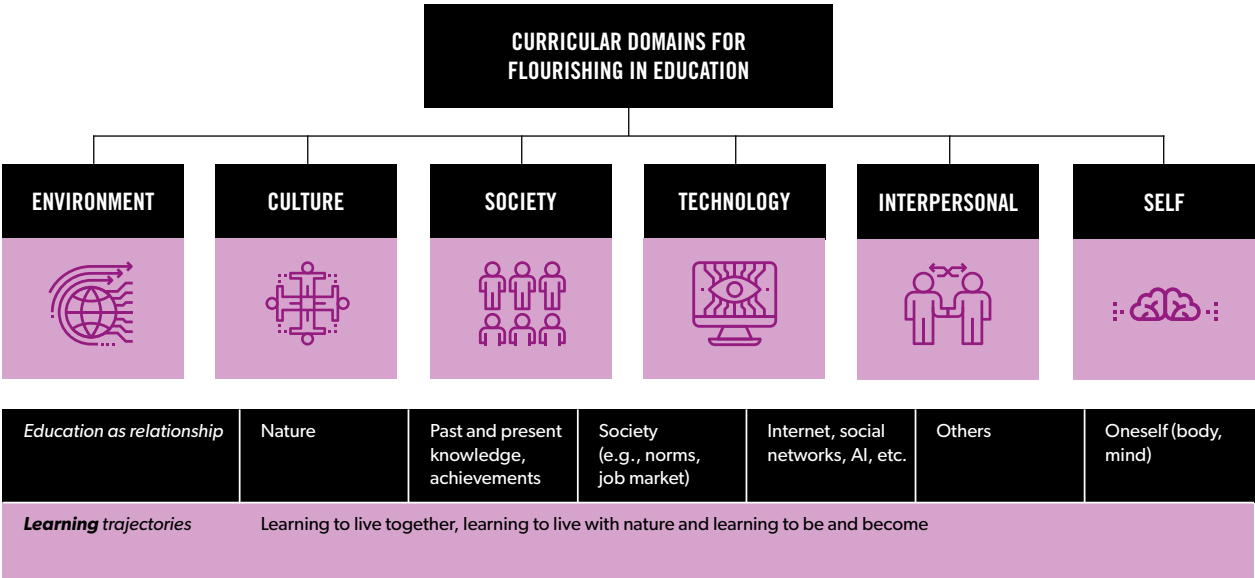 CURRICULAR DOMAINS FOR
FLOURISHING IN EDUCATION
ENVIRONMENT
CULTURE
SOCIETY
TECHNOLOGY
INTERPERSONAL
SELF
Education as relationship
Nature
Past and present
knowledge,
achievements
Society
(e.g., norms,
job market)
Internet, social
networks, AI, etc.
Others
Oneself (body,
mind)
Learning trajectories
Learning to live together, learning to live with nature and learning to be and become